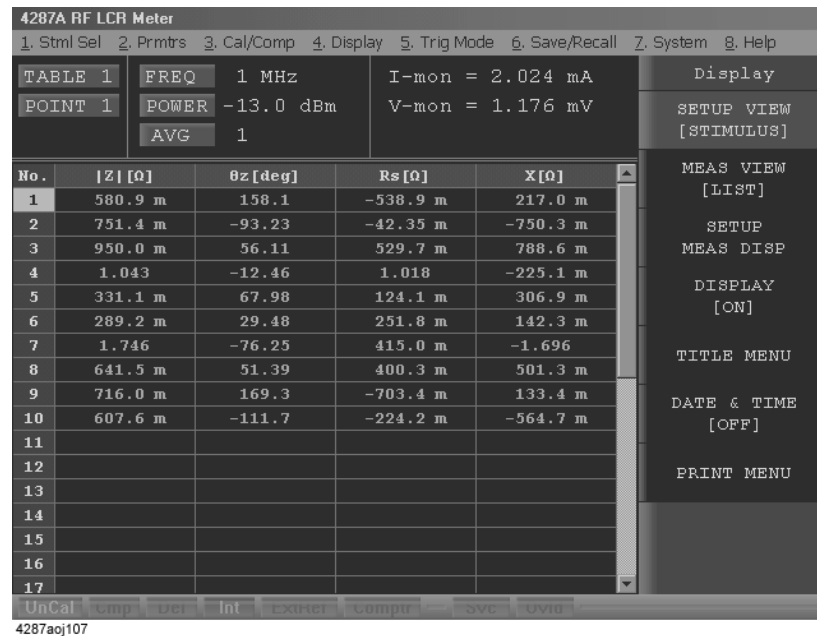 4287A RF LCR Meter
1. Stml Sel 2. Prmtrs 3. Cal/Comp 4. Display 5. Trig Mode 6. Save/Recall 7. System 8. Help
TABLE 1 FREQ 1 MHz I-mon = 2.024 mA
POINT 1 POWER -13.0 dBm V-mon = 1.176 mV
AVG 1
No. |Z|[Ω] θz[deg] Rs[Ω] X[Ω]
1 580.9 m 158.1 -538.9 m 217.0 m
2 751.4 m -93.23 -42.35 m -750.3 m
3 950.0 m 56.11 529.7 m 788.6 m
4 1.043 -12.46 1.018 -225.1 m
5 331.1 m 67.98 124.1 m 306.9 m
6 289.2 m 29.48 251.8 m 142.3 m
7 1.746 -76.25 415.0 m -1.696
8 641.5 m 51.39 400.3 m 501.3 m
9 716.0 m 169.3 -703.4 m 133.4 m
10 607.6 m -111.7 -224.2 m -564.7 m
11
12
13
14
15
16
17
Display
SETUP VIEW
[STIMULUS]
MEAS VIEW
[LIST]
SETUP
MEAS DISP
DISPLAY
[ON]
TITLE MENU
DATE & TIME
[OFF]
PRINT MENU
UnCal Cmp Del Int ExtRef Comptr Svc Ovld
4287aoj107